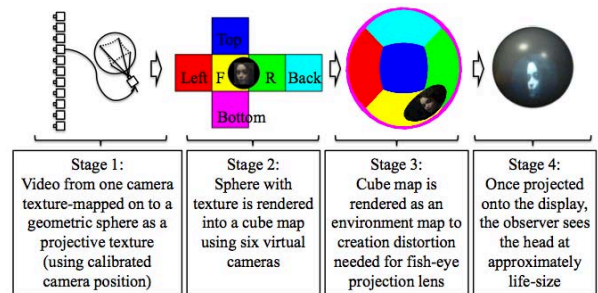 Top
Left F R Back
Bottom
Stage 1:
Video from one camera
texture-mapped on to a
geometric sphere as a
projective texture
(using calibrated
camera position)
Stage 2:
Sphere with
texture is rendered
into a cube map
using six virtual
cameras
Stage 3:
Cube map is
rendered as an
environment map to
creation distortion
needed for fish-eye
projection lens
Stage 4:
Once projected
onto the display,
the observer sees
the head at
approximately
life-size